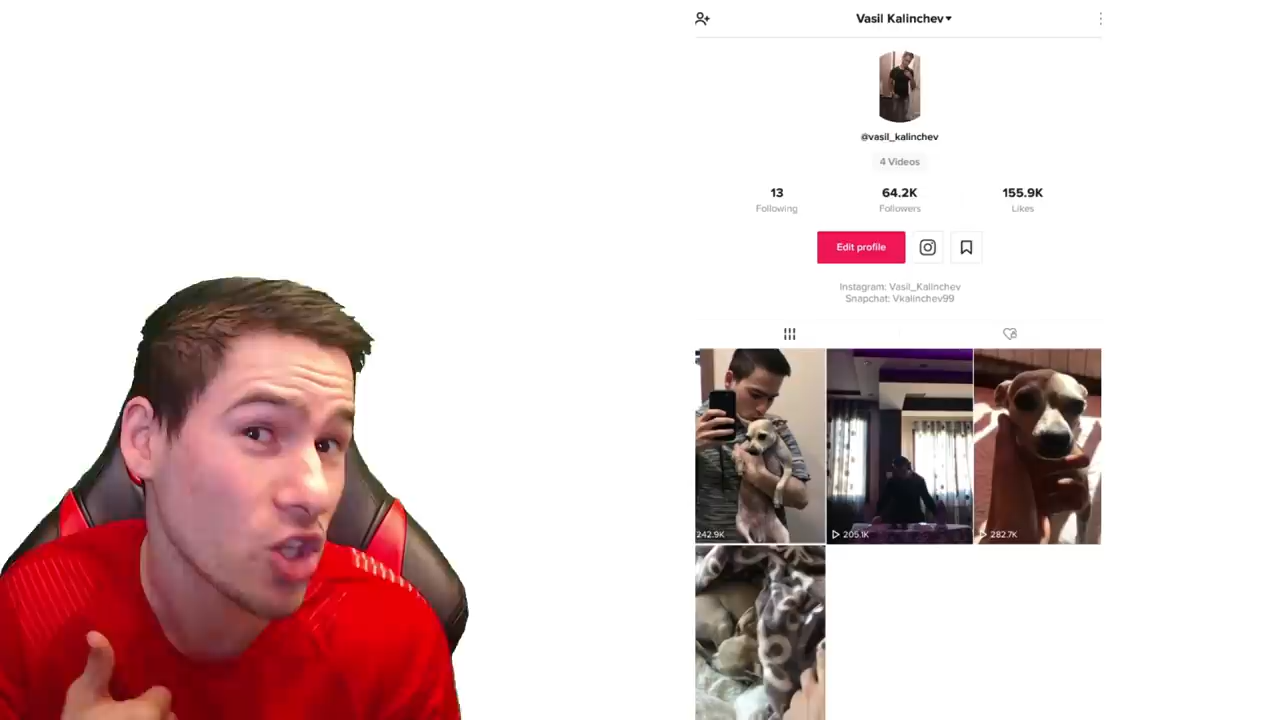 Vasil Kalinchev
@vasil_kalinchev
4 Videos
13 64.2K 155.9K
Following Followers Likes
Edit profile
Instagram: Vasil_Kalinchev
Snapchat: Vkalinchev99
242.9K 205.1K 282.7K